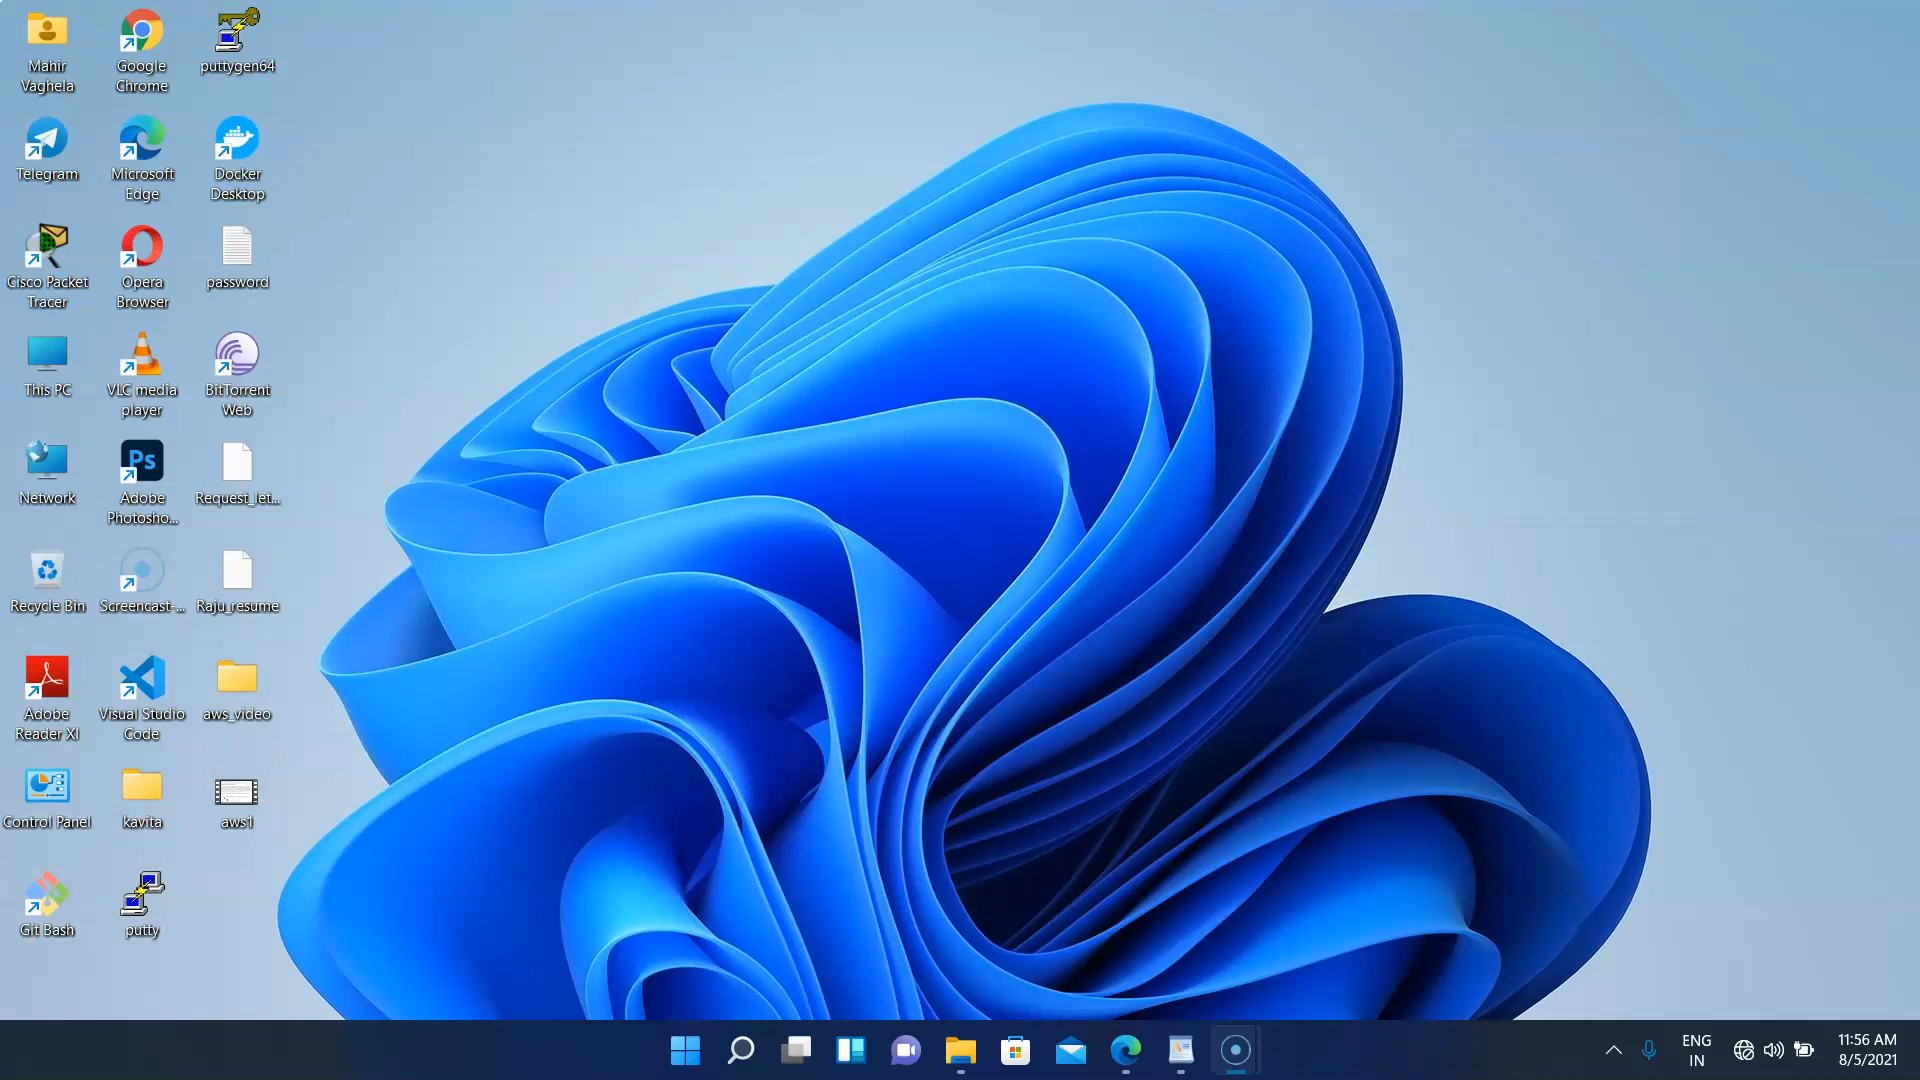 Mahir
Vaghela
Google
Chrome
puttygen64
Telegram
Microsoft
Edge
Docker
Desktop
Cisco Packet
Tracer
Opera
Browser
password
This PC
VLC media
player
BitTorrent
Web
Network
Ps
Adobe
Photosho...
Request_let...
Recycle Bin
Screencast-...
Raju_resume
Adobe
Reader XI
Visual Studio
Code
aws_video
Control Panel
kavita
aws1
Git Bash
putty
ENG
IN
11:56 AM
8/5/2021